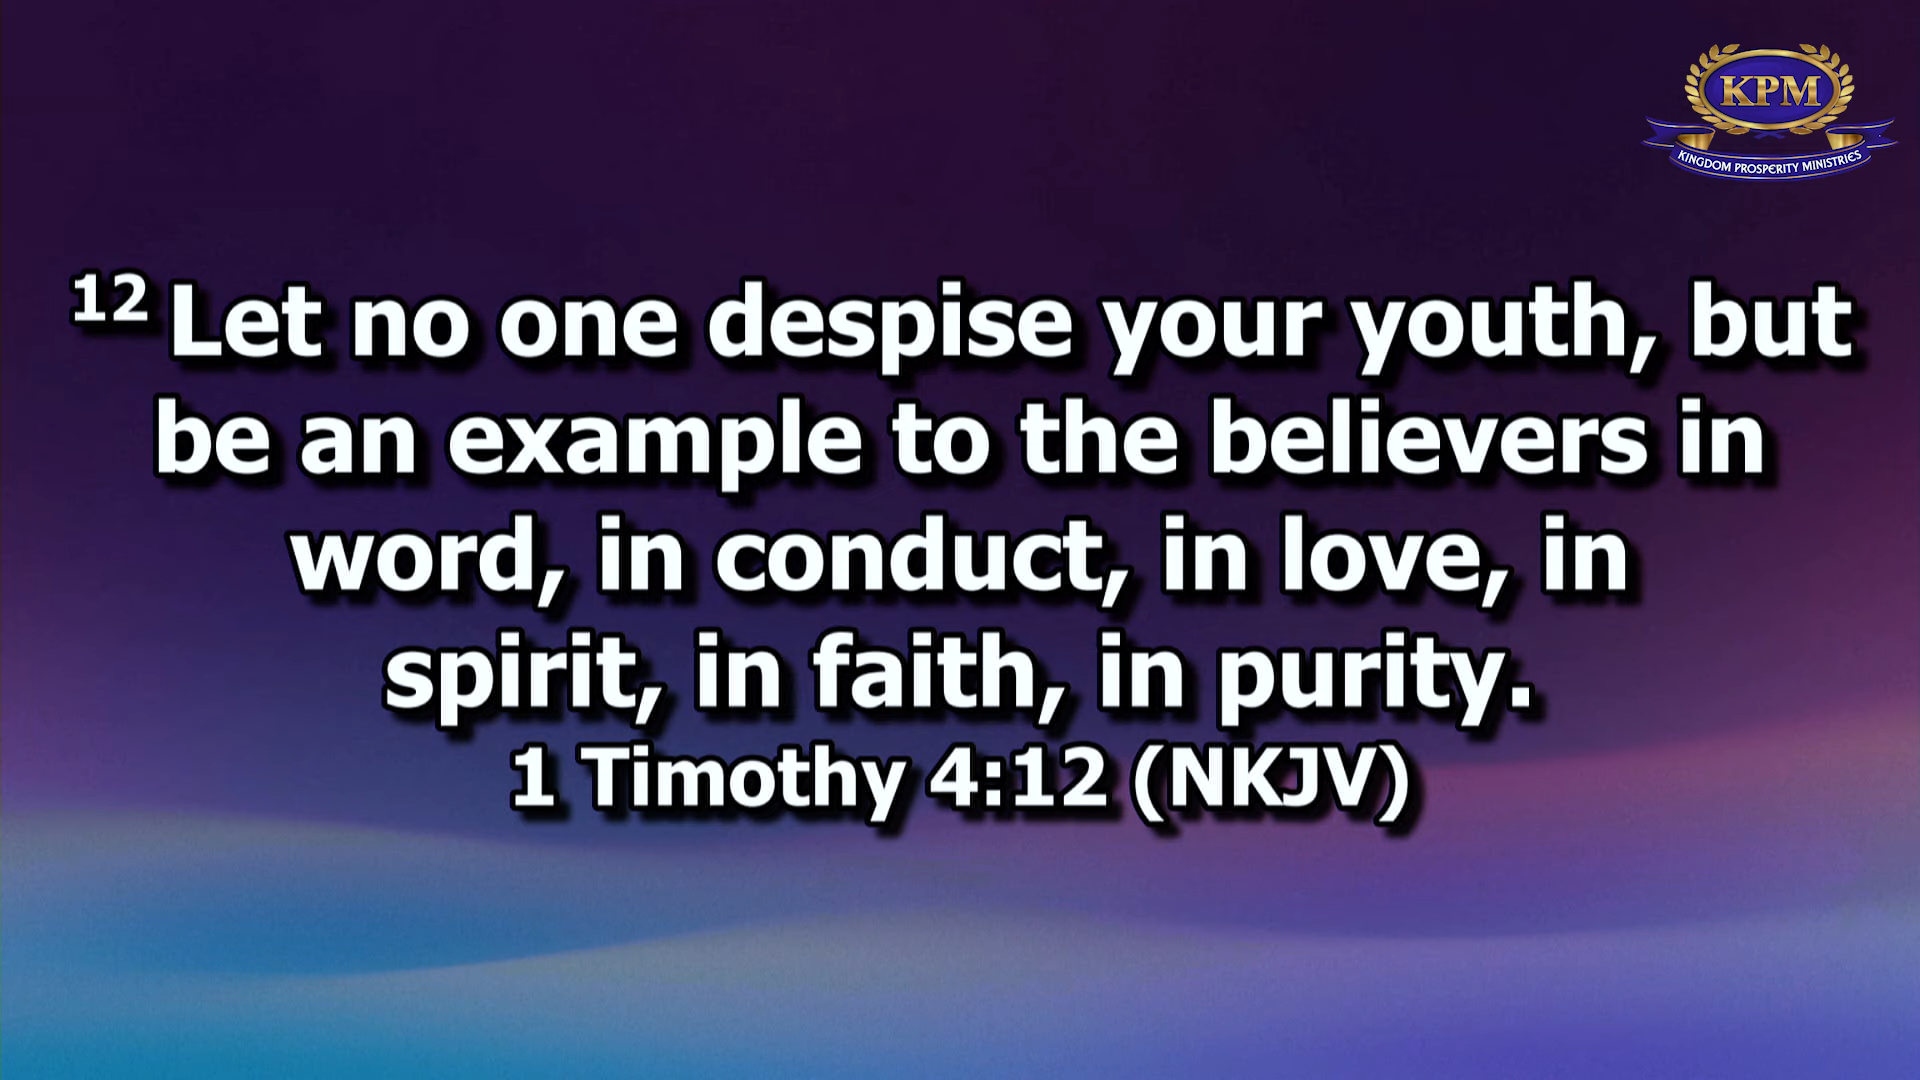 KPM
KINGDOM PROSPERITY MINISTRIES
12 Let no one despise your youth, but
be an example to the believers in
word, in conduct, in love, in
spirit, in faith, in purity.
1 Timothy 4:12 (NKJV)